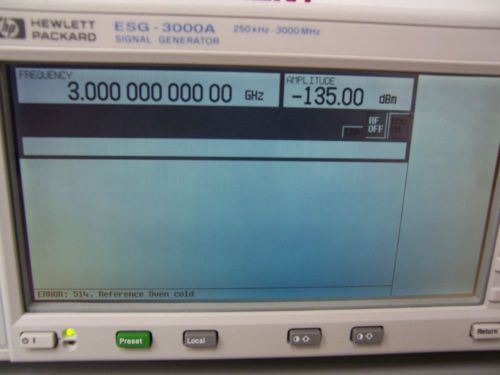 hp HEWLETT PACKARD ESG-3000A 250 kHz - 3000 MHz
SIGNAL GENERATOR
FREQUENCY AMPLITUDE
3.000 000 000 00 GHz -135.00 dBm
RF
OFF
ERROR: 514, Reference Oven cold
Preset Local Return